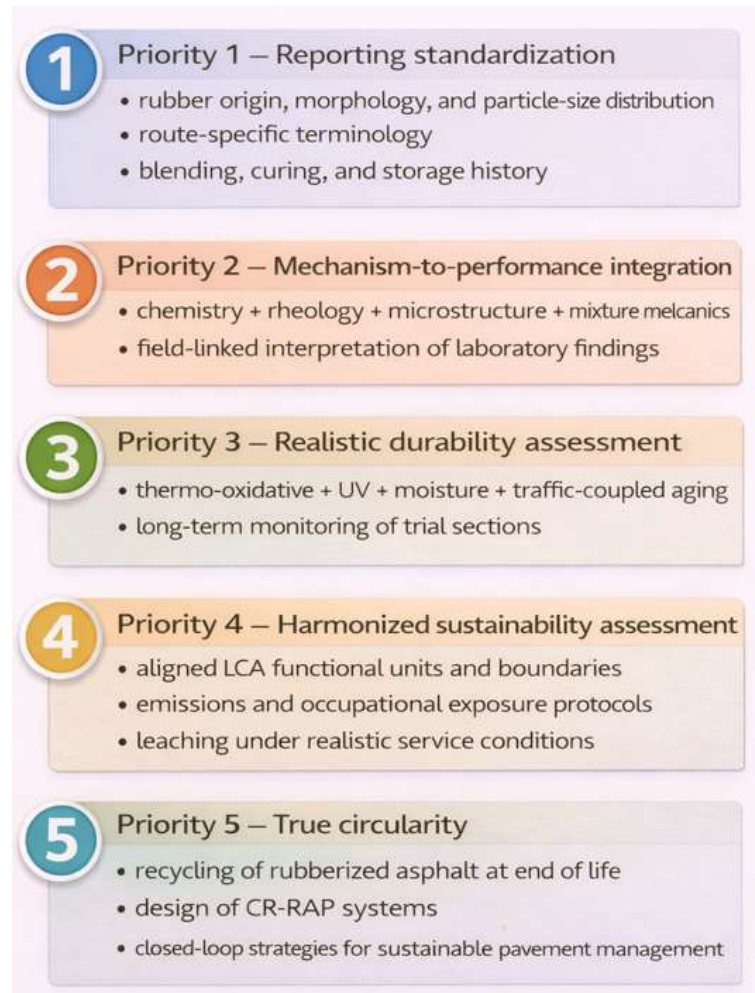 1
Priority 1 – Reporting standardization
• rubber origin, morphology, and particle-size distribution
• route-specific terminology
• blending, curing, and storage history
2
Priority 2 – Mechanism-to-performance integration
• chemistry + rheology + microstructure + mixture melcanics
• field-linked interpretation of laboratory findings
3
Priority 3 – Realistic durability assessment
• thermo-oxidative + UV + moisture + traffic-coupled aging
• long-term monitoring of trial sections
4
Priority 4 – Harmonized sustainability assessment
• aligned LCA functional units and boundaries
• emissions and occupational exposure protocols
• leaching under realistic service conditions
5
Priority 5 – True circularity
• recycling of rubberized asphalt at end of life
• design of CR-RAP systems
• closed-loop strategies for sustainable pavement management